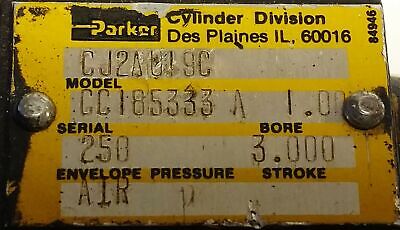 Parker
Cylinder Division
Des Plaines IL, 60016
84946
CJ2AU19C
MODEL
CC185333 A 1.00
SERIAL BORE
250 3.000
ENVELOPE PRESSURE STROKE
AIR